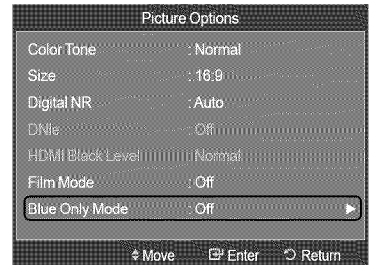 Picture Options
Color Tone : Normal
Size : 16:9
Digital NR : Auto
DNIe : Off
HDMI Black Level : Normal
Film Mode : Off
Blue Only Mode : Off
Move Enter Return